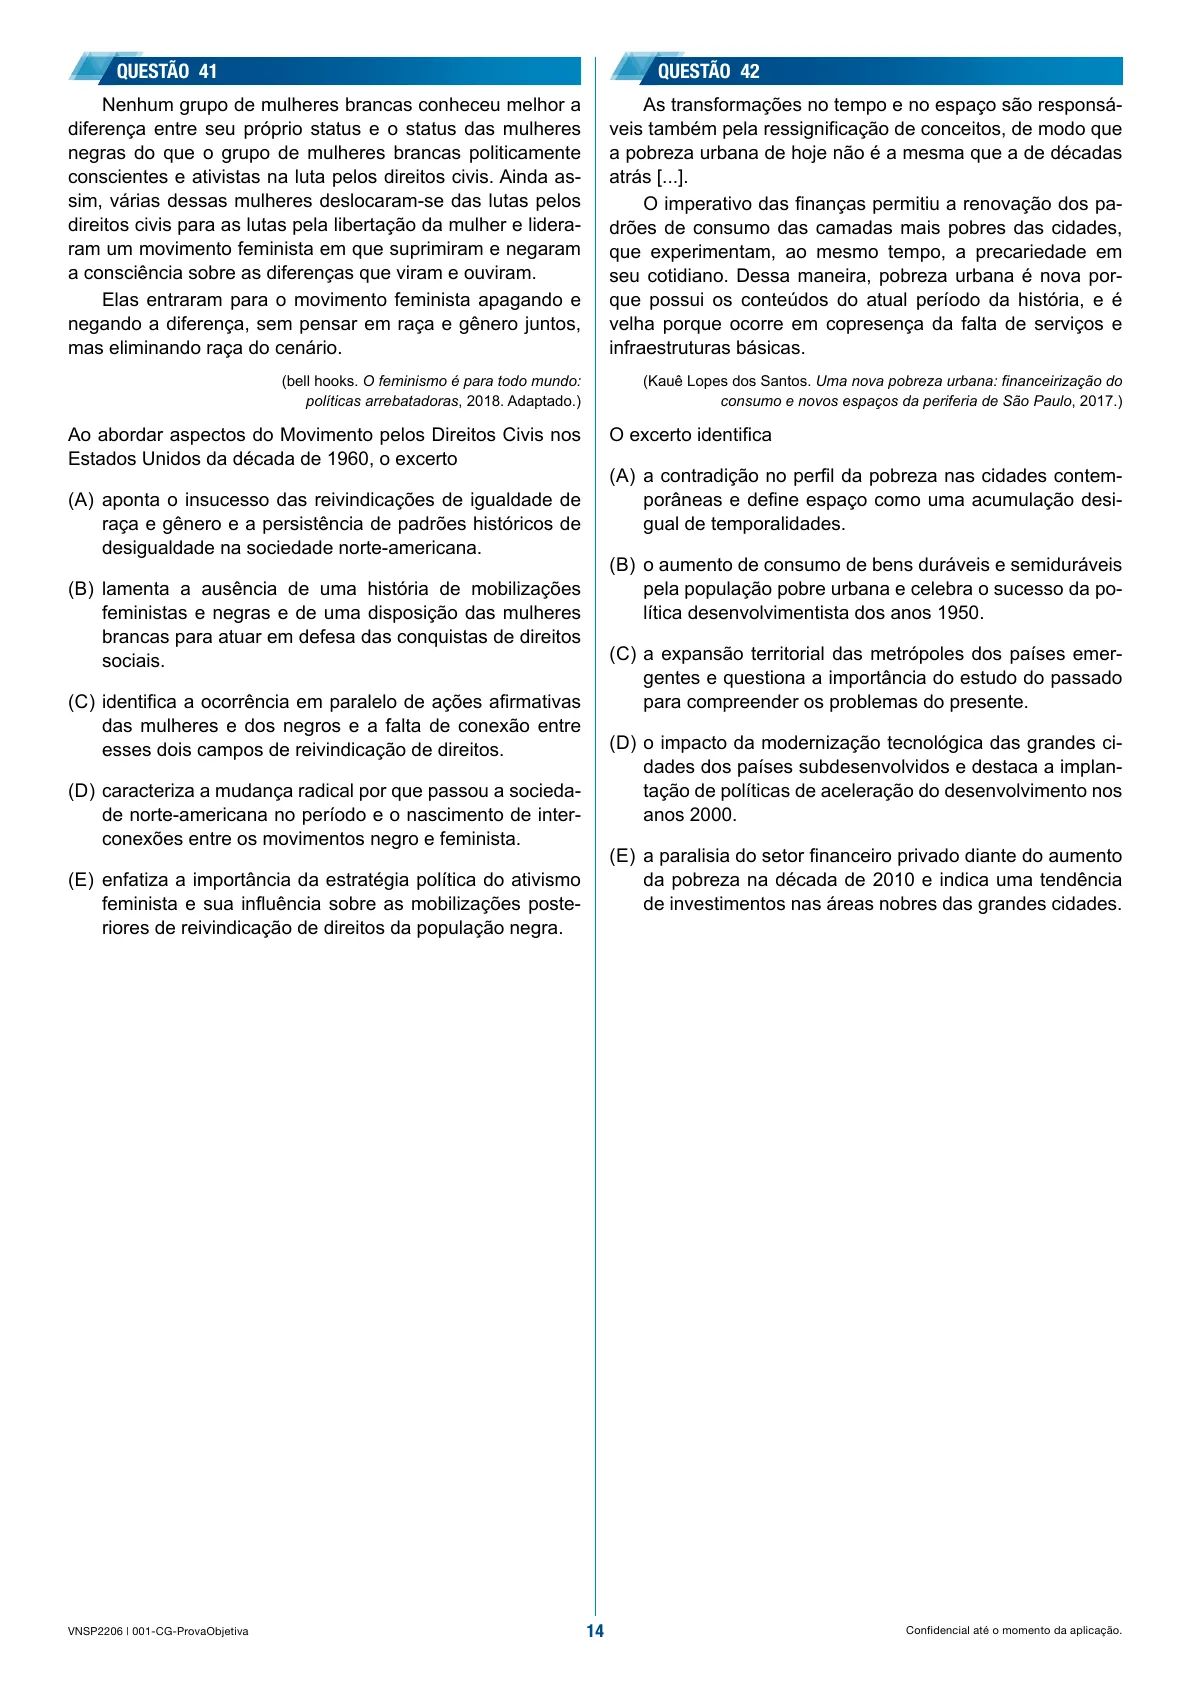 QUESTÃO 41
Nenhum grupo de mulheres brancas conheceu melhor a
diferença entre seu próprio status e o status das mulheres
negras do que o grupo de mulheres brancas politicamente
conscientes e ativistas na luta pelos direitos civis. Ainda as-
sim, várias dessas mulheres deslocaram-se das lutas pelos
direitos civis para as lutas pela libertação da mulher e lidera-
ram um movimento feminista em que suprimiram e negaram
a consciência sobre as diferenças que viram e ouviram.
Elas entraram para o movimento feminista apagando e
negando a diferença, sem pensar em raça e gênero juntos,
mas eliminando raça do cenário.
(bell hooks. O feminismo é para todo mundo:
políticas arrebatadoras, 2018. Adaptado.)
Ao abordar aspectos do Movimento pelos Direitos Civis nos
Estados Unidos da década de 1960, o excerto
(A) aponta o insucesso das reivindicações de igualdade de
raça e gênero e a persistência de padrões históricos de
desigualdade na sociedade norte-americana.
(B) lamenta a ausência de uma história de mobilizações
feministas e negras e de uma disposição das mulheres
brancas para atuar em defesa das conquistas de direitos
sociais.
(C) identifica a ocorrência em paralelo de ações afirmativas
das mulheres e dos negros e a falta de conexão entre
esses dois campos de reivindicação de direitos.
(D) caracteriza a mudança radical por que passou a socieda-
de norte-americana no período e o nascimento de inter-
conexões entre os movimentos negro e feminista.
(E) enfatiza a importância da estratégia política do ativismo
feminista e sua influência sobre as mobilizações poste-
riores de reivindicação de direitos da população negra.
QUESTÃO 42
As transformações no tempo e no espaço são responsá-
veis também pela ressignificação de conceitos, de modo que
a pobreza urbana de hoje não é a mesma que a de décadas
atrás [...].
O imperativo das finanças permitiu a renovação dos pa-
drões de consumo das camadas mais pobres das cidades,
que experimentam, ao mesmo tempo, a precariedade em
seu cotidiano. Dessa maneira, pobreza urbana é nova por-
que possui os conteúdos do atual período da história, e é
velha porque ocorre em copresença da falta de serviços e
infraestruturas básicas.
(Kauê Lopes dos Santos. Uma nova pobreza urbana: financeirização do
consumo e novos espaços da periferia de São Paulo, 2017.)
O excerto identifica
(A) a contradição no perfil da pobreza nas cidades contem-
porâneas e define espaço como uma acumulação desi-
gual de temporalidades.
(B) o aumento de consumo de bens duráveis e semiduráveis
pela população pobre urbana e celebra o sucesso da po-
lítica desenvolvimentista dos anos 1950.
(C) a expansão territorial das metrópoles dos países emer-
gentes e questiona a importância do estudo do passado
para compreender os problemas do presente.
(D) o impacto da modernização tecnológica das grandes ci-
dades dos países subdesenvolvidos e destaca a implan-
tação de políticas de aceleração do desenvolvimento nos
anos 2000.
(E) a paralisia do setor financeiro privado diante do aumento
da pobreza na década de 2010 e indica uma tendência
de investimentos nas áreas nobres das grandes cidades.
VNSP2206 | 001-CG-ProvaObjetiva
14
Confidencial até o momento da aplicação.